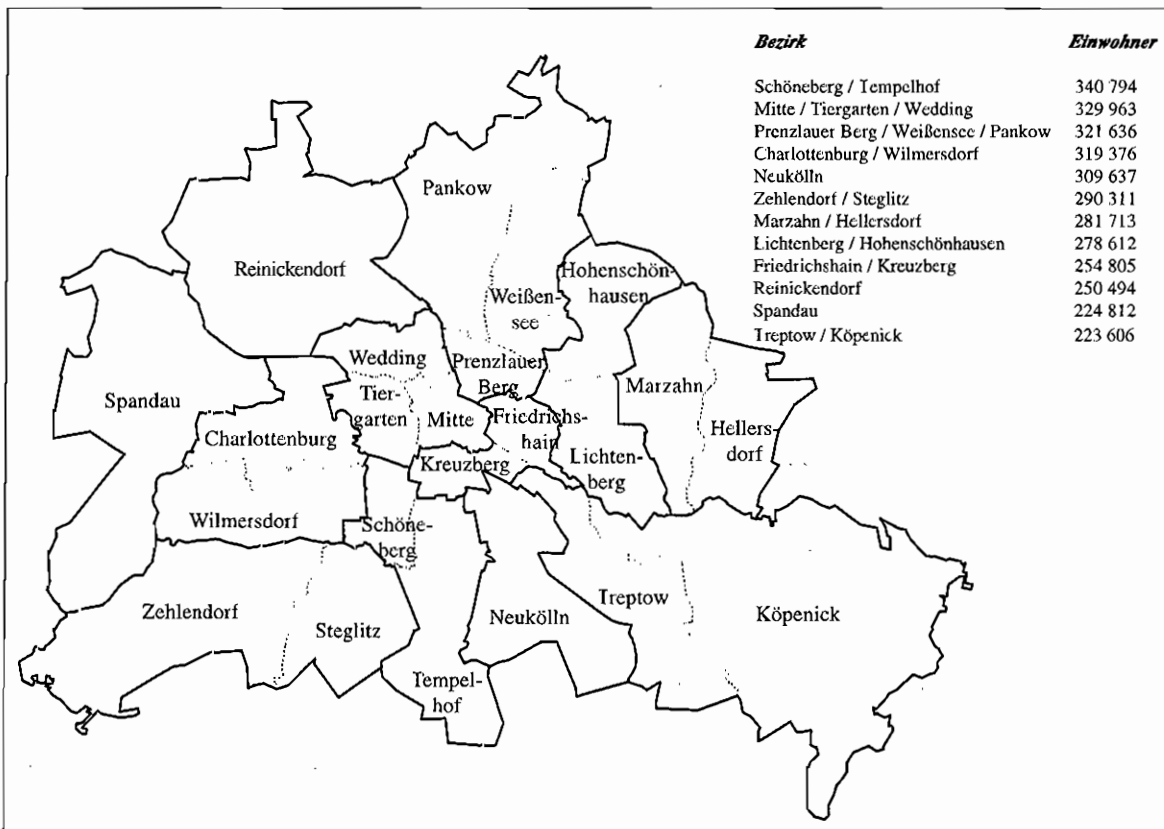 Bezirk Einwohner
Schöneberg / Tempelhof 340 794
Mitte / Tiergarten / Wedding 329 963
Prenzlauer Berg / Weißensee / Pankow 321 636
Charlottenburg / Wilmersdorf 319 376
Neukölln 309 637
Zehlendorf / Steglitz 290 311
Marzahn / Hellersdorf 281 713
Lichtenberg / Hohenschönhausen 278 612
Friedrichshain / Kreuzberg 254 805
Reinickendorf 250 494
Spandau 224 812
Treptow / Köpenick 223 606
Pankow
Reinickendorf
Hohenschön-
hausen
Weißen-
see
Wedding
Prenzlauer
Berg
Marzahn
Spandau
Tier-
garten
Mitte
Friedrichs-
hain
Hellers-
dorf
Charlottenburg
Kreuzberg
Lichten-
berg
Wilmersdorf
Schöne-
berg
Zehlendorf
Steglitz
Neukölln
Treptow
Köpenick
Tempel-
hof